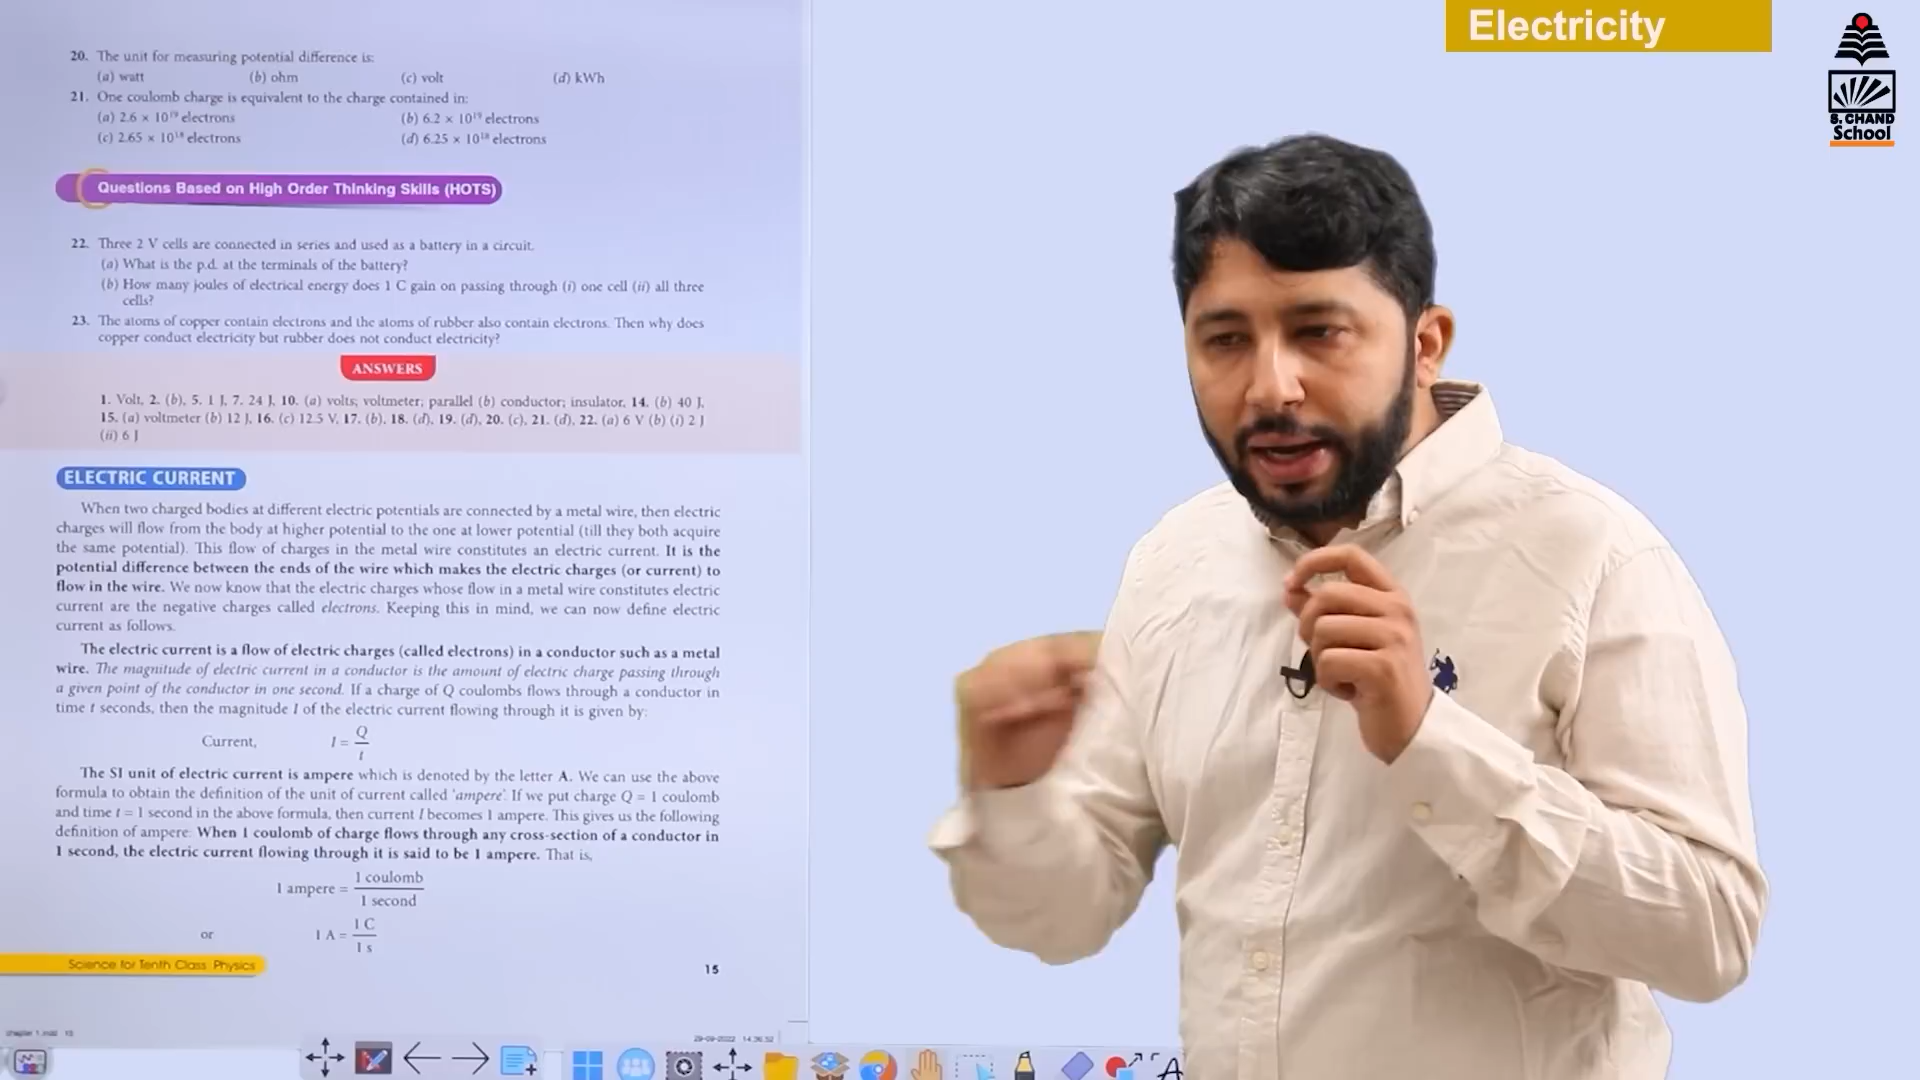 Electricity
S. CHAND
School
20. The unit for measuring potential difference is:
(a) watt (b) ohm (c) volt (d) kWh
21. One coulomb charge is equivalent to the charge contained in:
(a) 2.6 × 10¹⁹ electrons (b) 6.2 × 10¹⁹ electrons
(c) 2.65 × 10¹⁸ electrons (d) 6.25 × 10¹⁸ electrons
Questions Based on High Order Thinking Skills (HOTS)
22. Three 2 V cells are connected in series and used as a battery in a circuit.
(a) What is the p.d. at the terminals of the battery?
(b) How many joules of electrical energy does 1 C gain on passing through (i) one cell (ii) all three
cells?
23. The atoms of copper contain electrons and the atoms of rubber also contain electrons. Then why does
copper conduct electricity but rubber does not conduct electricity?
ANSWERS
1. Volt, 2. (b), 5. 1 J, 7. 24 J, 10. (a) volts; voltmeter; parallel (b) conductor; insulator, 14. (b) 40 J,
15. (a) voltmeter (b) 12 J, 16. (c) 12.5 V, 17. (b), 18. (d), 19. (d), 20. (c), 21. (d), 22. (a) 6 V (b) (i) 2 J
(ii) 6 J
ELECTRIC CURRENT
When two charged bodies at different electric potentials are connected by a metal wire, then electric
charges will flow from the body at higher potential to the one at lower potential (till they both acquire
the same potential). This flow of charges in the metal wire constitutes an electric current. It is the
potential difference between the ends of the wire which makes the electric charges (or current) to
flow in the wire. We now know that the electric charges whose flow in a metal wire constitutes electric
current are the negative charges called electrons. Keeping this in mind, we can now define electric
current as follows.
The electric current is a flow of electric charges (called electrons) in a conductor such as a metal
wire. The magnitude of electric current in a conductor is the amount of electric charge passing through
a given point of the conductor in one second. If a charge of Q coulombs flows through a conductor in
time t seconds, then the magnitude I of the electric current flowing through it is given by:
Current, I = Q/t
The SI unit of electric current is ampere which is denoted by the letter A. We can use the above
formula to obtain the definition of the unit of current called 'ampere'. If we put charge Q = 1 coulomb
and time t = 1 second in the above formula, then current I becomes 1 ampere. This gives us the following
definition of ampere: When 1 coulomb of charge flows through any cross-section of a conductor in
1 second, the electric current flowing through it is said to be 1 ampere. That is,
1 ampere = 1 coulomb / 1 second
or 1 A = 1 C / 1 s
Science for Tenth Class: Physics
15
29-09-2022 14:36:32